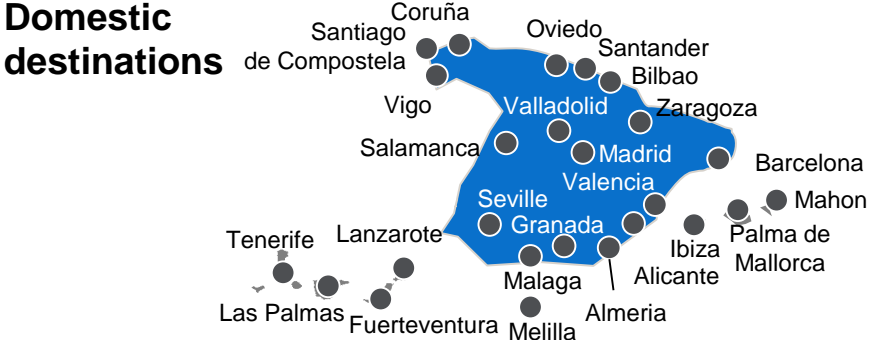 Domestic
destinations
Coruña
Santiago
de Compostela
Oviedo
Santander
Bilbao
Vigo
Valladolid
Zaragoza
Salamanca
Madrid
Barcelona
Valencia
Seville
Mahon
Granada
Tenerife
Lanzarote
Ibiza
Palma de
Mallorca
Malaga
Alicante
Las Palmas
Fuerteventura
Almeria
Melilla